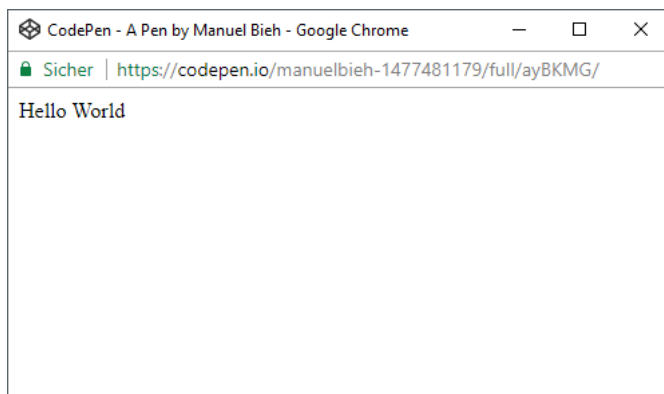 CodePen - A Pen by Manuel Bieh - Google Chrome
Sicher https://codepen.io/manuelbieh-1477481179/full/ayBKMG/
Hello World